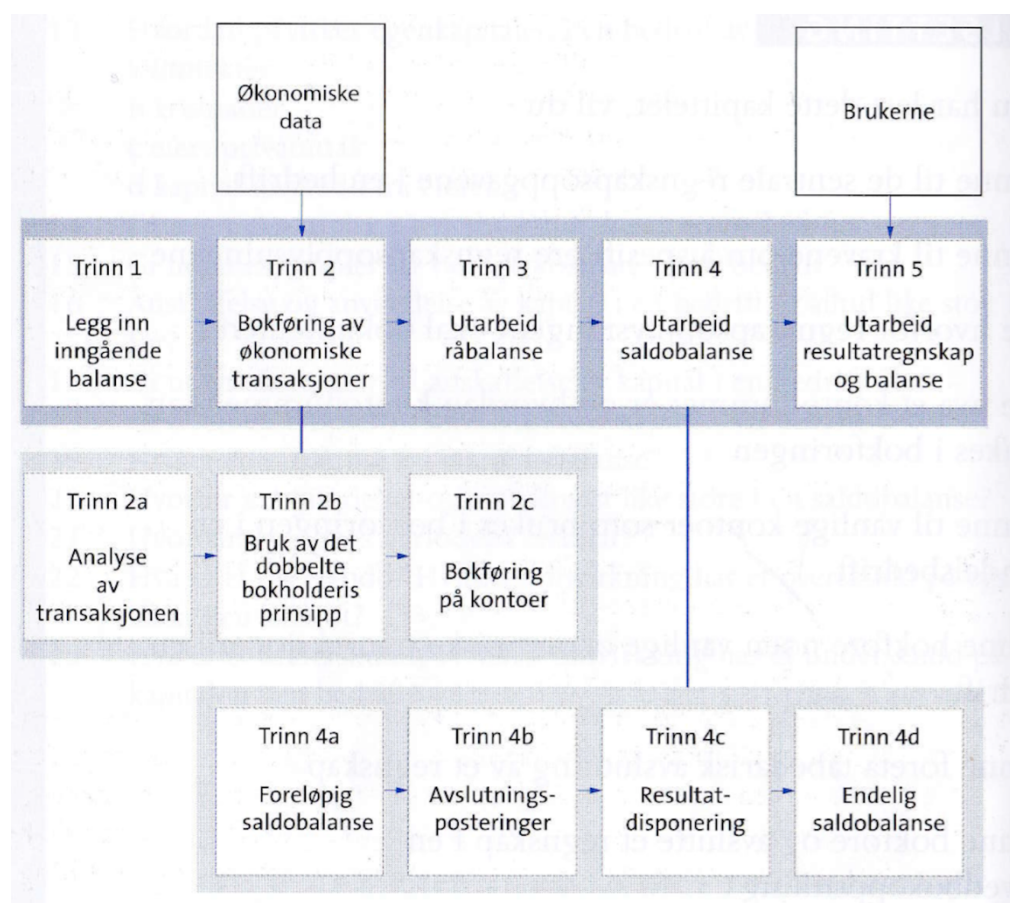 Økonomiske
data
Brukerne
Trinn 1
Legg inn
inngående
balanse
Trinn 2
Bokføring av
økonomiske
transaksjoner
Trinn 3
Utarbeid
råbalanse
Trinn 4
Utarbeid
saldobalanse
Trinn 5
Utarbeid
resultatregnskap
og balanse
Trinn 2a
Analyse
av
transaksjonen
Trinn 2b
Bruk av det
dobbelte
bokholderis
prinsipp
Trinn 2c
Bokføring
på kontoer
Trinn 4a
Foreløpig
saldobalanse
Trinn 4b
Avslutnings-
posteringer
Trinn 4c
Resultat-
disponering
Trinn 4d
Endelig
saldobalanse